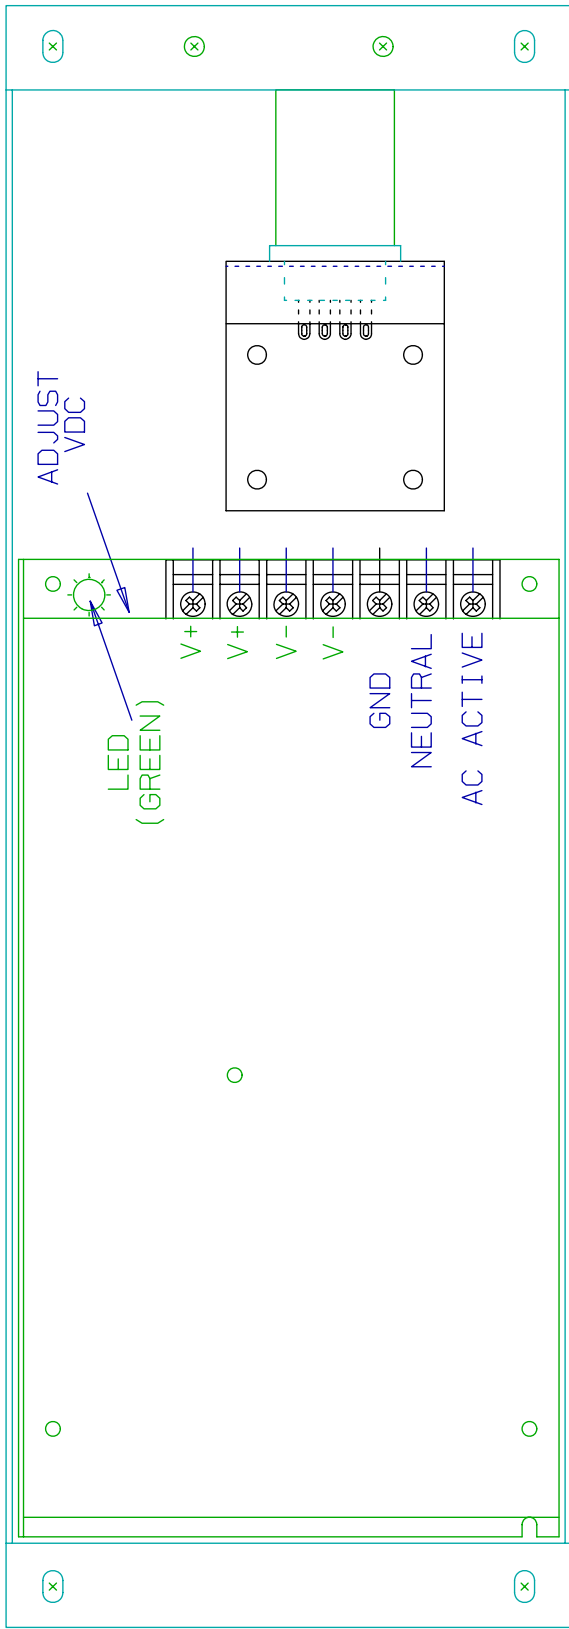 ADJUST
VDC
LED
(GREEN)
V+
V+
V-
V-
GND
NEUTRAL
AC ACTIVE